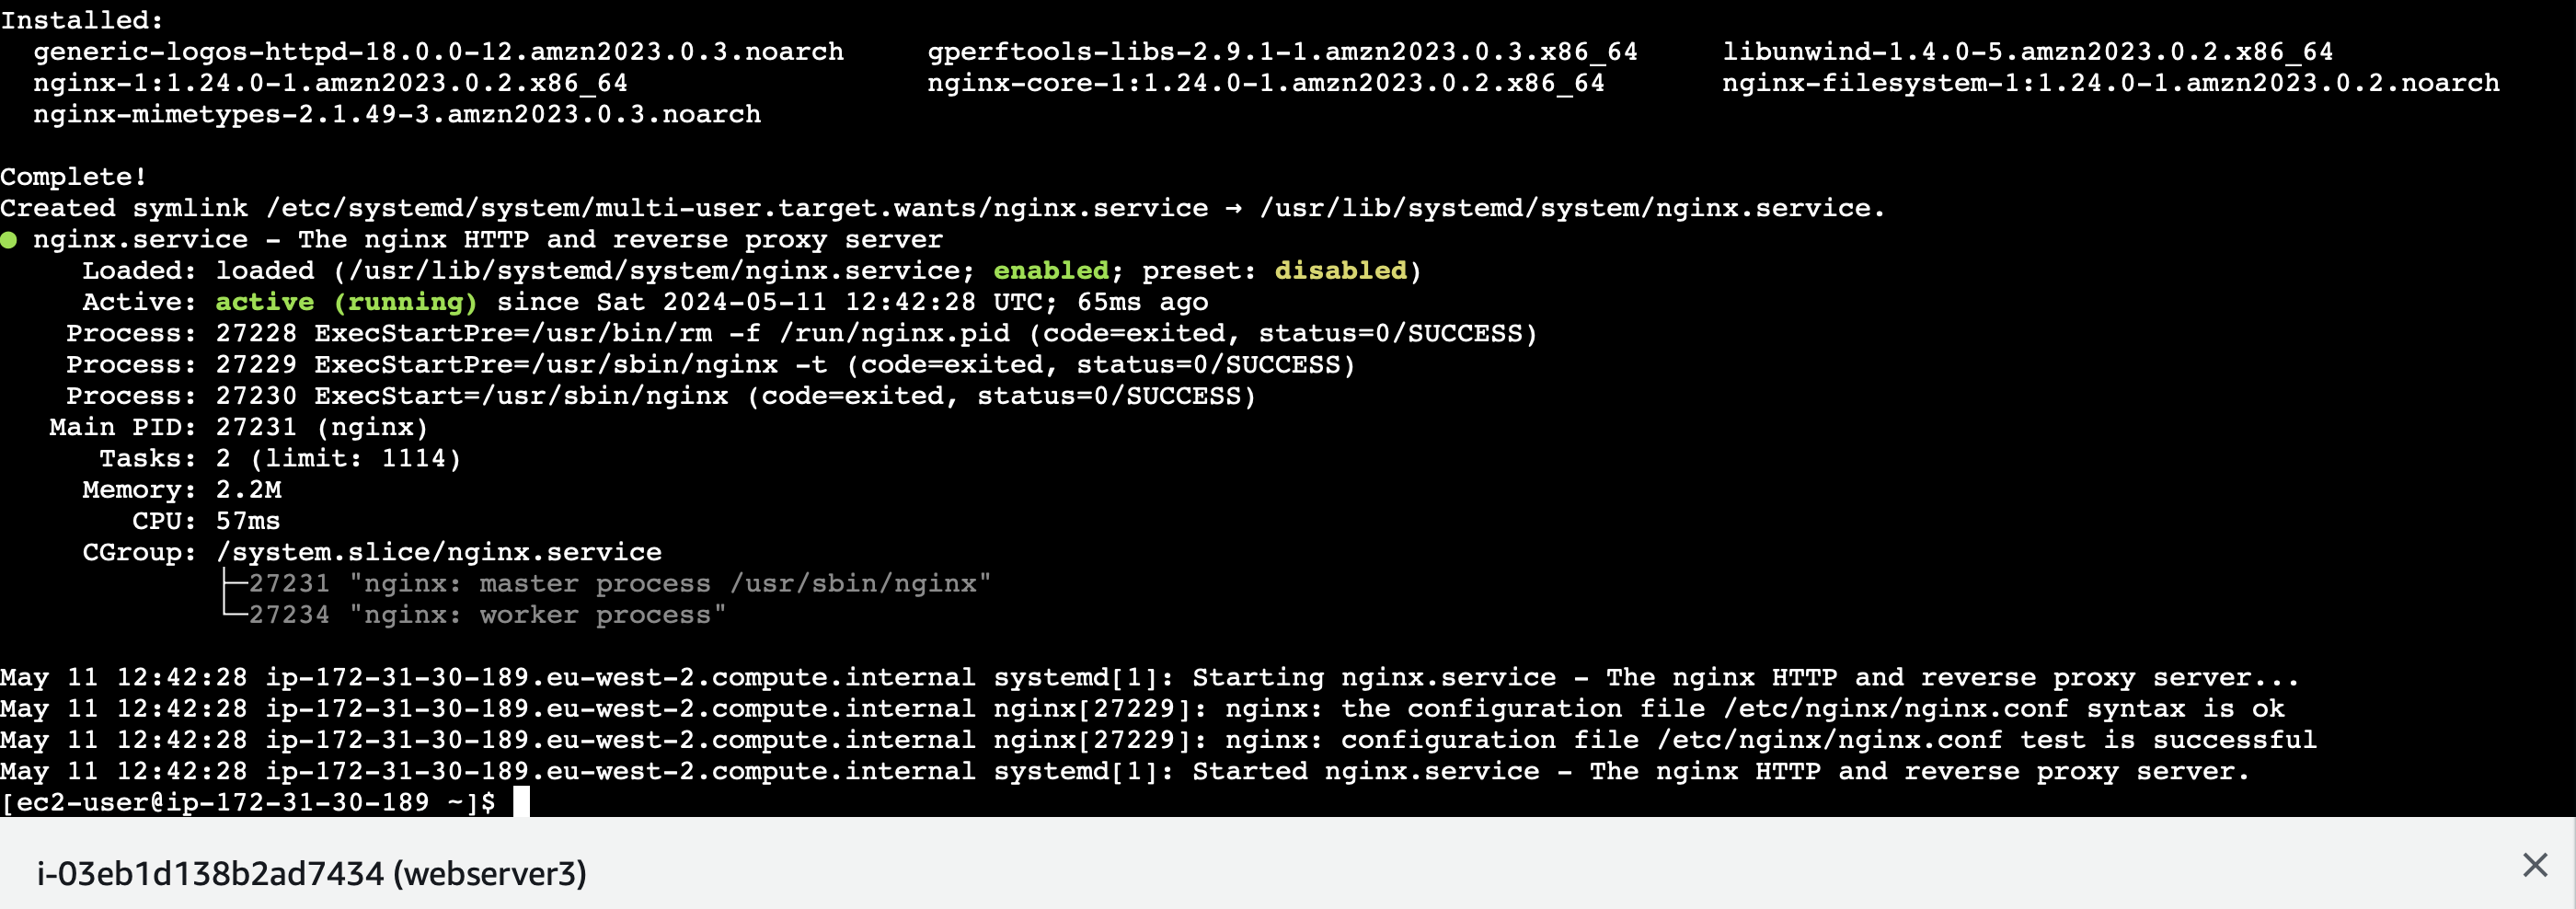 Installed:
  generic-logos-httpd-18.0.0-12.amzn2023.0.3.noarch     gperftools-libs-2.9.1-1.amzn2023.0.3.x86_64     libunwind-1.4.0-5.amzn2023.0.2.x86_64
  nginx-1:1.24.0-1.amzn2023.0.2.x86_64                  nginx-core-1:1.24.0-1.amzn2023.0.2.x86_64       nginx-filesystem-1:1.24.0-1.amzn2023.0.2.noarch
  nginx-mimetypes-2.1.49-3.amzn2023.0.3.noarch
Complete!
Created symlink /etc/systemd/system/multi-user.target.wants/nginx.service → /usr/lib/systemd/system/nginx.service.
● nginx.service - The nginx HTTP and reverse proxy server
     Loaded: loaded (/usr/lib/systemd/system/nginx.service; enabled; preset: disabled)
     Active: active (running) since Sat 2024-05-11 12:42:28 UTC; 65ms ago
    Process: 27228 ExecStartPre=/usr/bin/rm -f /run/nginx.pid (code=exited, status=0/SUCCESS)
    Process: 27229 ExecStartPre=/usr/sbin/nginx -t (code=exited, status=0/SUCCESS)
    Process: 27230 ExecStart=/usr/sbin/nginx (code=exited, status=0/SUCCESS)
   Main PID: 27231 (nginx)
      Tasks: 2 (limit: 1114)
     Memory: 2.2M
        CPU: 57ms
     CGroup: /system.slice/nginx.service
             ├─27231 "nginx: master process /usr/sbin/nginx"
             └─27234 "nginx: worker process"
May 11 12:42:28 ip-172-31-30-189.eu-west-2.compute.internal systemd[1]: Starting nginx.service - The nginx HTTP and reverse proxy server...
May 11 12:42:28 ip-172-31-30-189.eu-west-2.compute.internal nginx[27229]: nginx: the configuration file /etc/nginx/nginx.conf syntax is ok
May 11 12:42:28 ip-172-31-30-189.eu-west-2.compute.internal nginx[27229]: nginx: configuration file /etc/nginx/nginx.conf test is successful
May 11 12:42:28 ip-172-31-30-189.eu-west-2.compute.internal systemd[1]: Started nginx.service - The nginx HTTP and reverse proxy server.
[ec2-user@ip-172-31-30-189 ~]$
i-03eb1d138b2ad7434 (webserver3)